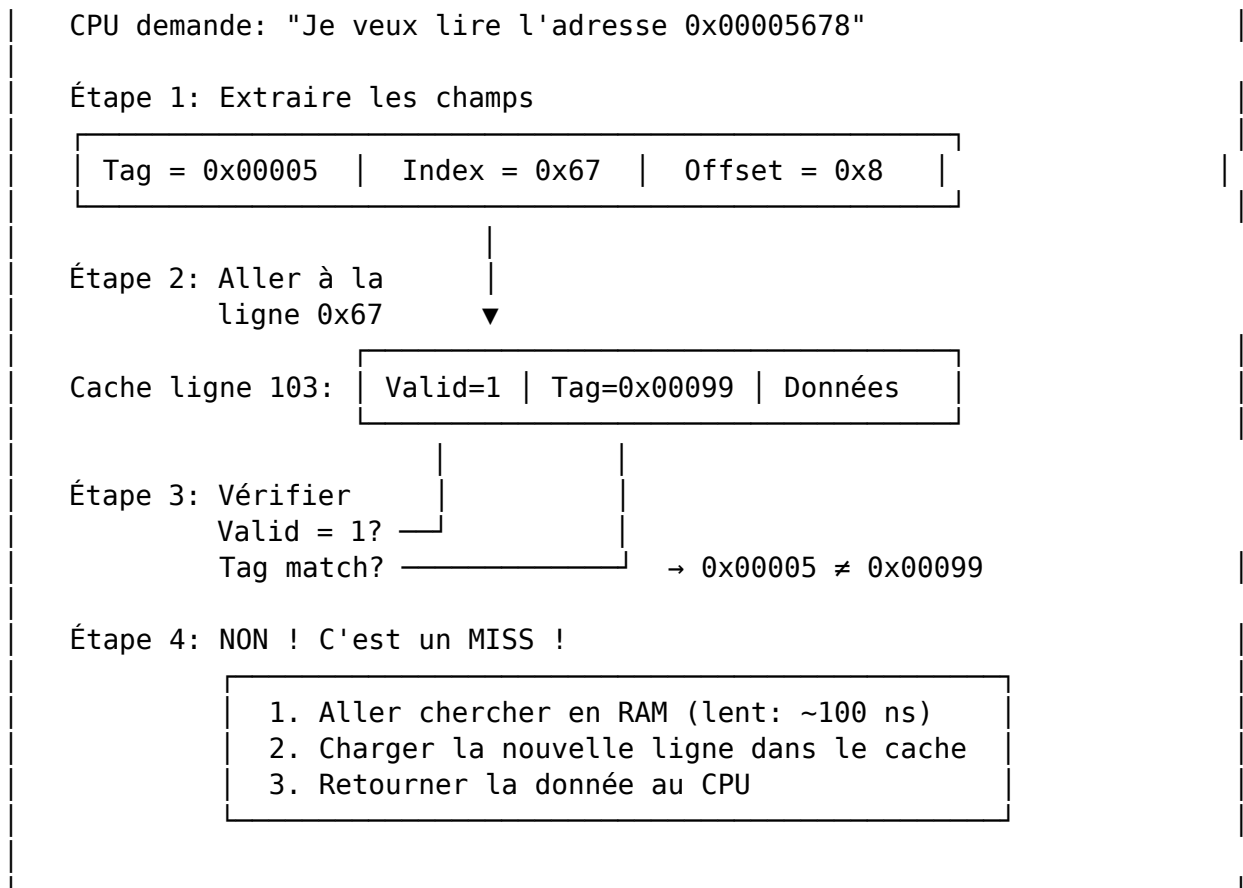 CPU demande: "Je veux lire l'adresse 0x00005678"
Étape 1: Extraire les champs
Tag = 0x00005 │ Index = 0x67 │ Offset = 0x8
Étape 2: Aller à la
ligne 0x67 ▼
Cache ligne 103: │ Valid=1 │ Tag=0x00099 │ Données
Étape 3: Vérifier
Valid = 1?
Tag match? → 0x00005 ≠ 0x00099
Étape 4: NON ! C'est un MISS !
1. Aller chercher en RAM (lent: ~100 ns)
2. Charger la nouvelle ligne dans le cache
3. Retourner la donnée au CPU